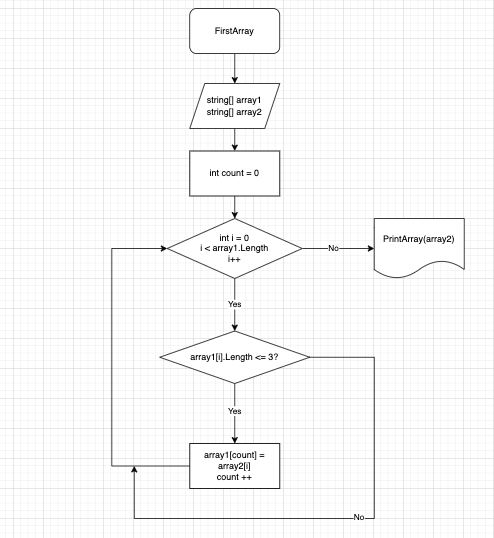 FirstArray
string[] array1
string[] array2
int count = 0
int i = 0
i < array1.Length
i++
No
PrintArray(array2)
Yes
array1[i].Length <= 3?
Yes
array1[count] =
array2[i]
count ++
No